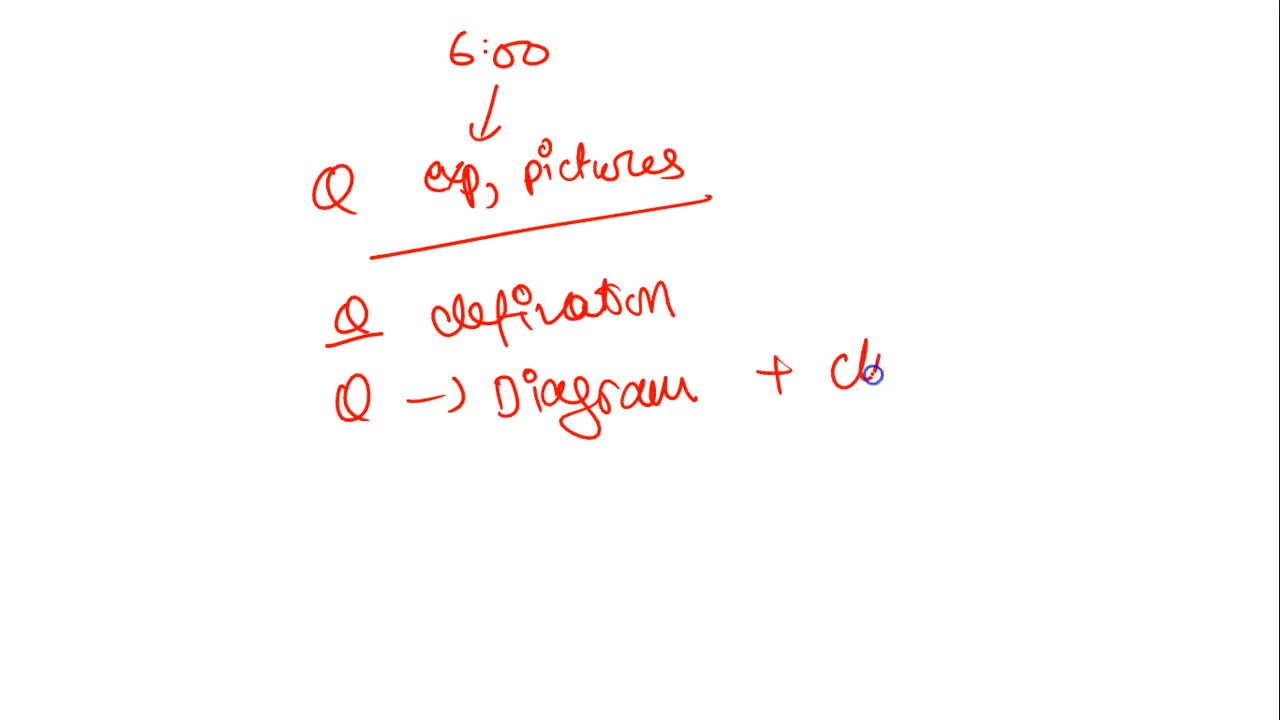 6:00
Q exp, pictures
Q defination
Q → Diagram +